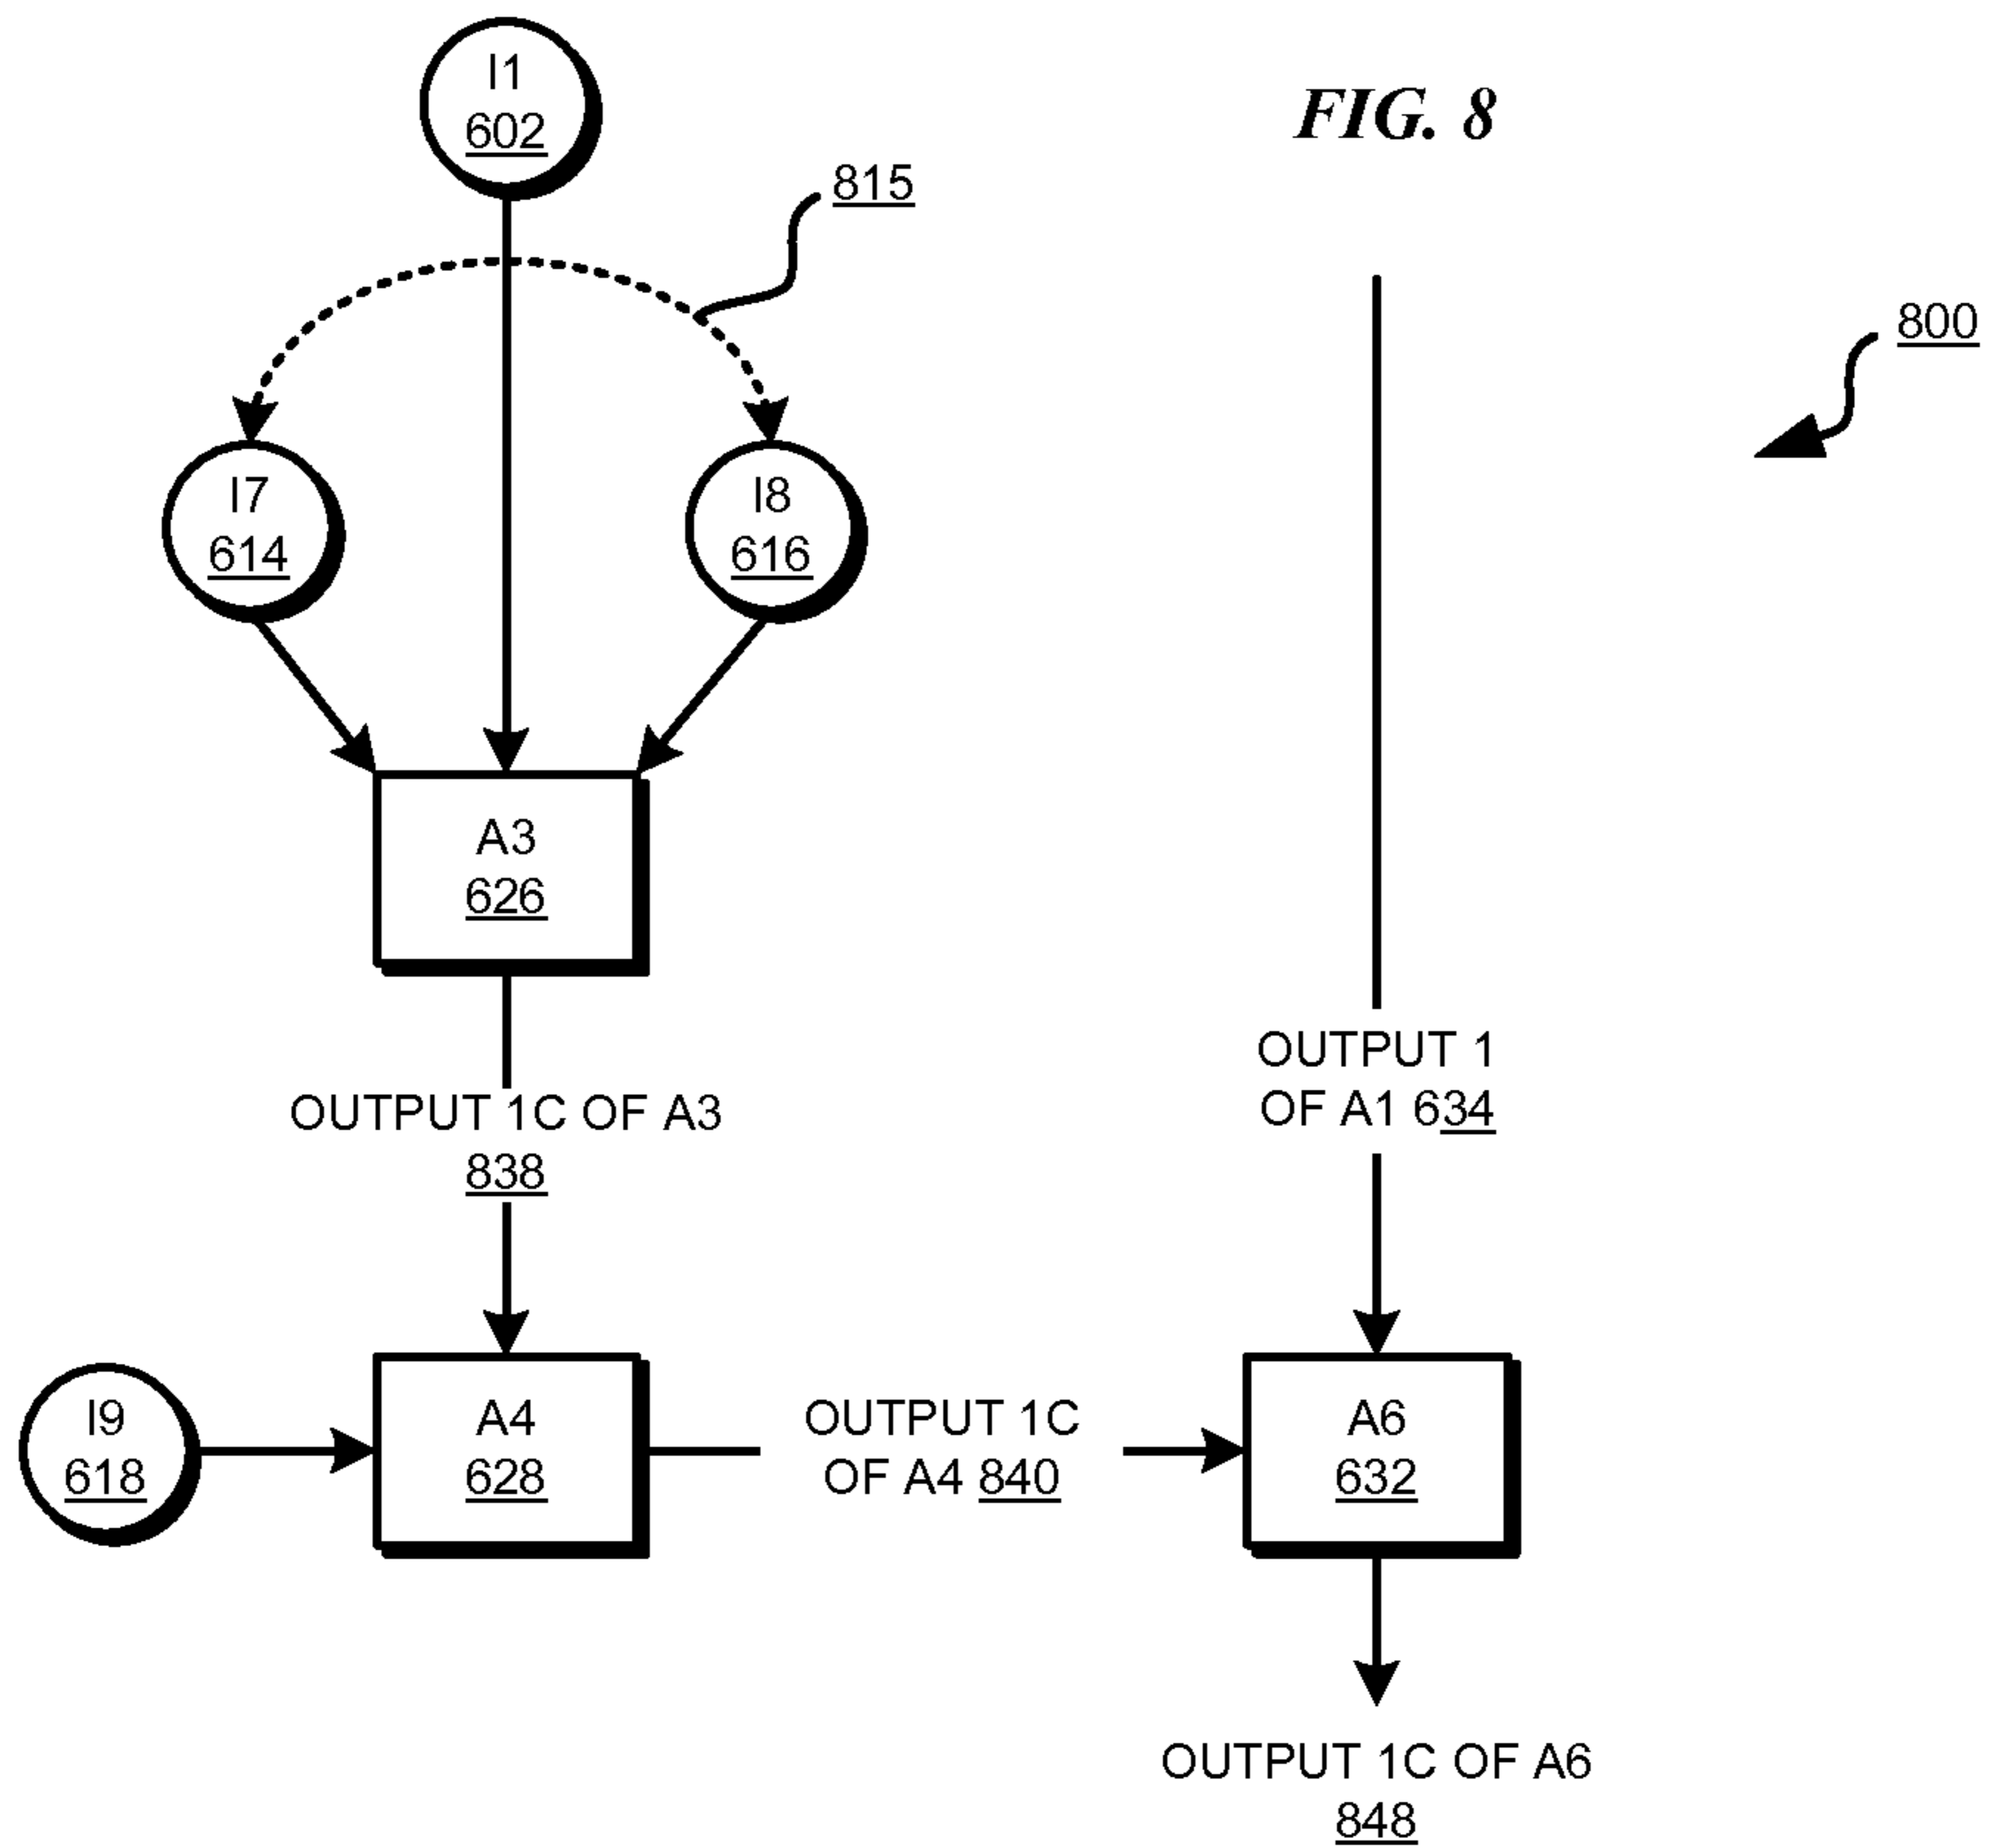 I1
602
FIG. 8
815
800
I7
614
I8
616
A3
626
OUTPUT 1
OF A1 634
OUTPUT 1C OF A3
838
I9
618
A4
628
OUTPUT 1C
OF A4 840
A6
632
OUTPUT 1C OF A6
848